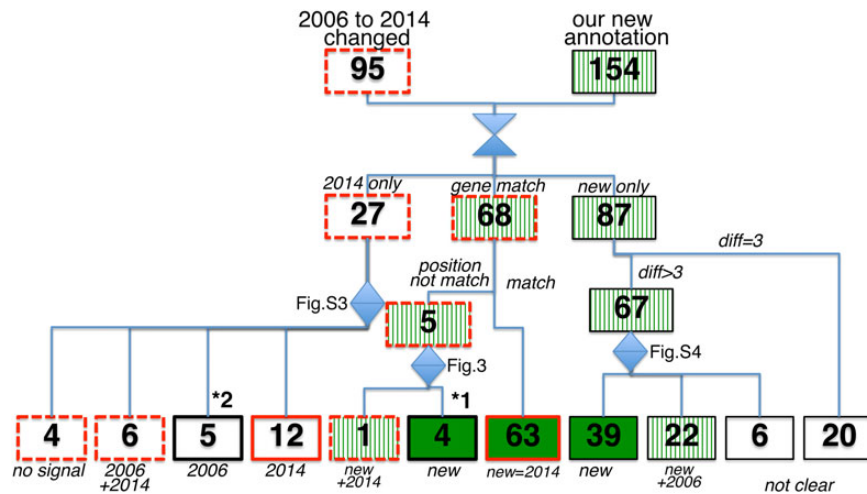 2006 to 2014
changed
our new
annotation
95
154
2014 only
gene match
new only
27
68
87
diff=3
position
not match
match
diff>3
Fig.S3
5
67
Fig.3
Fig.S4
*2
*1
4
6
5
12
1
4
63
39
22
6
20
no signal
2006
+2014
2006
2014
new
+2014
new
new=2014
new
new
+2006
not clear